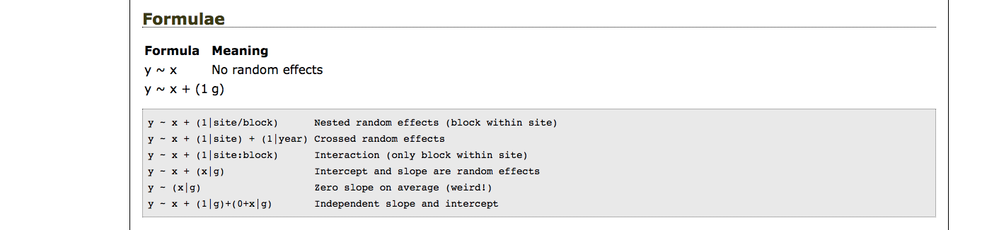 Formulae
Formula Meaning
y ~ x No random effects
y ~ x + (1 g)
y ~ x + (1|site/block) Nested random effects (block within site)
y ~ x + (1|site) + (1|year) Crossed random effects
y ~ x + (1|site:block) Interaction (only block within site)
y ~ x + (x|g) Intercept and slope are random effects
y ~ (x|g) Zero slope on average (weird!)
y ~ x + (1|g)+(0+x|g) Independent slope and intercept